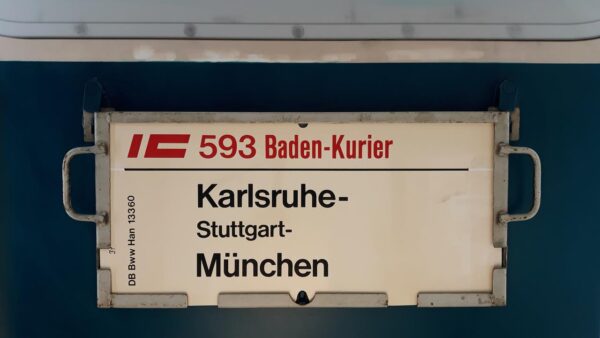 IC 593 Baden-Kurier
Karlsruhe-
Stuttgart-
München
DB Bww Han 13360